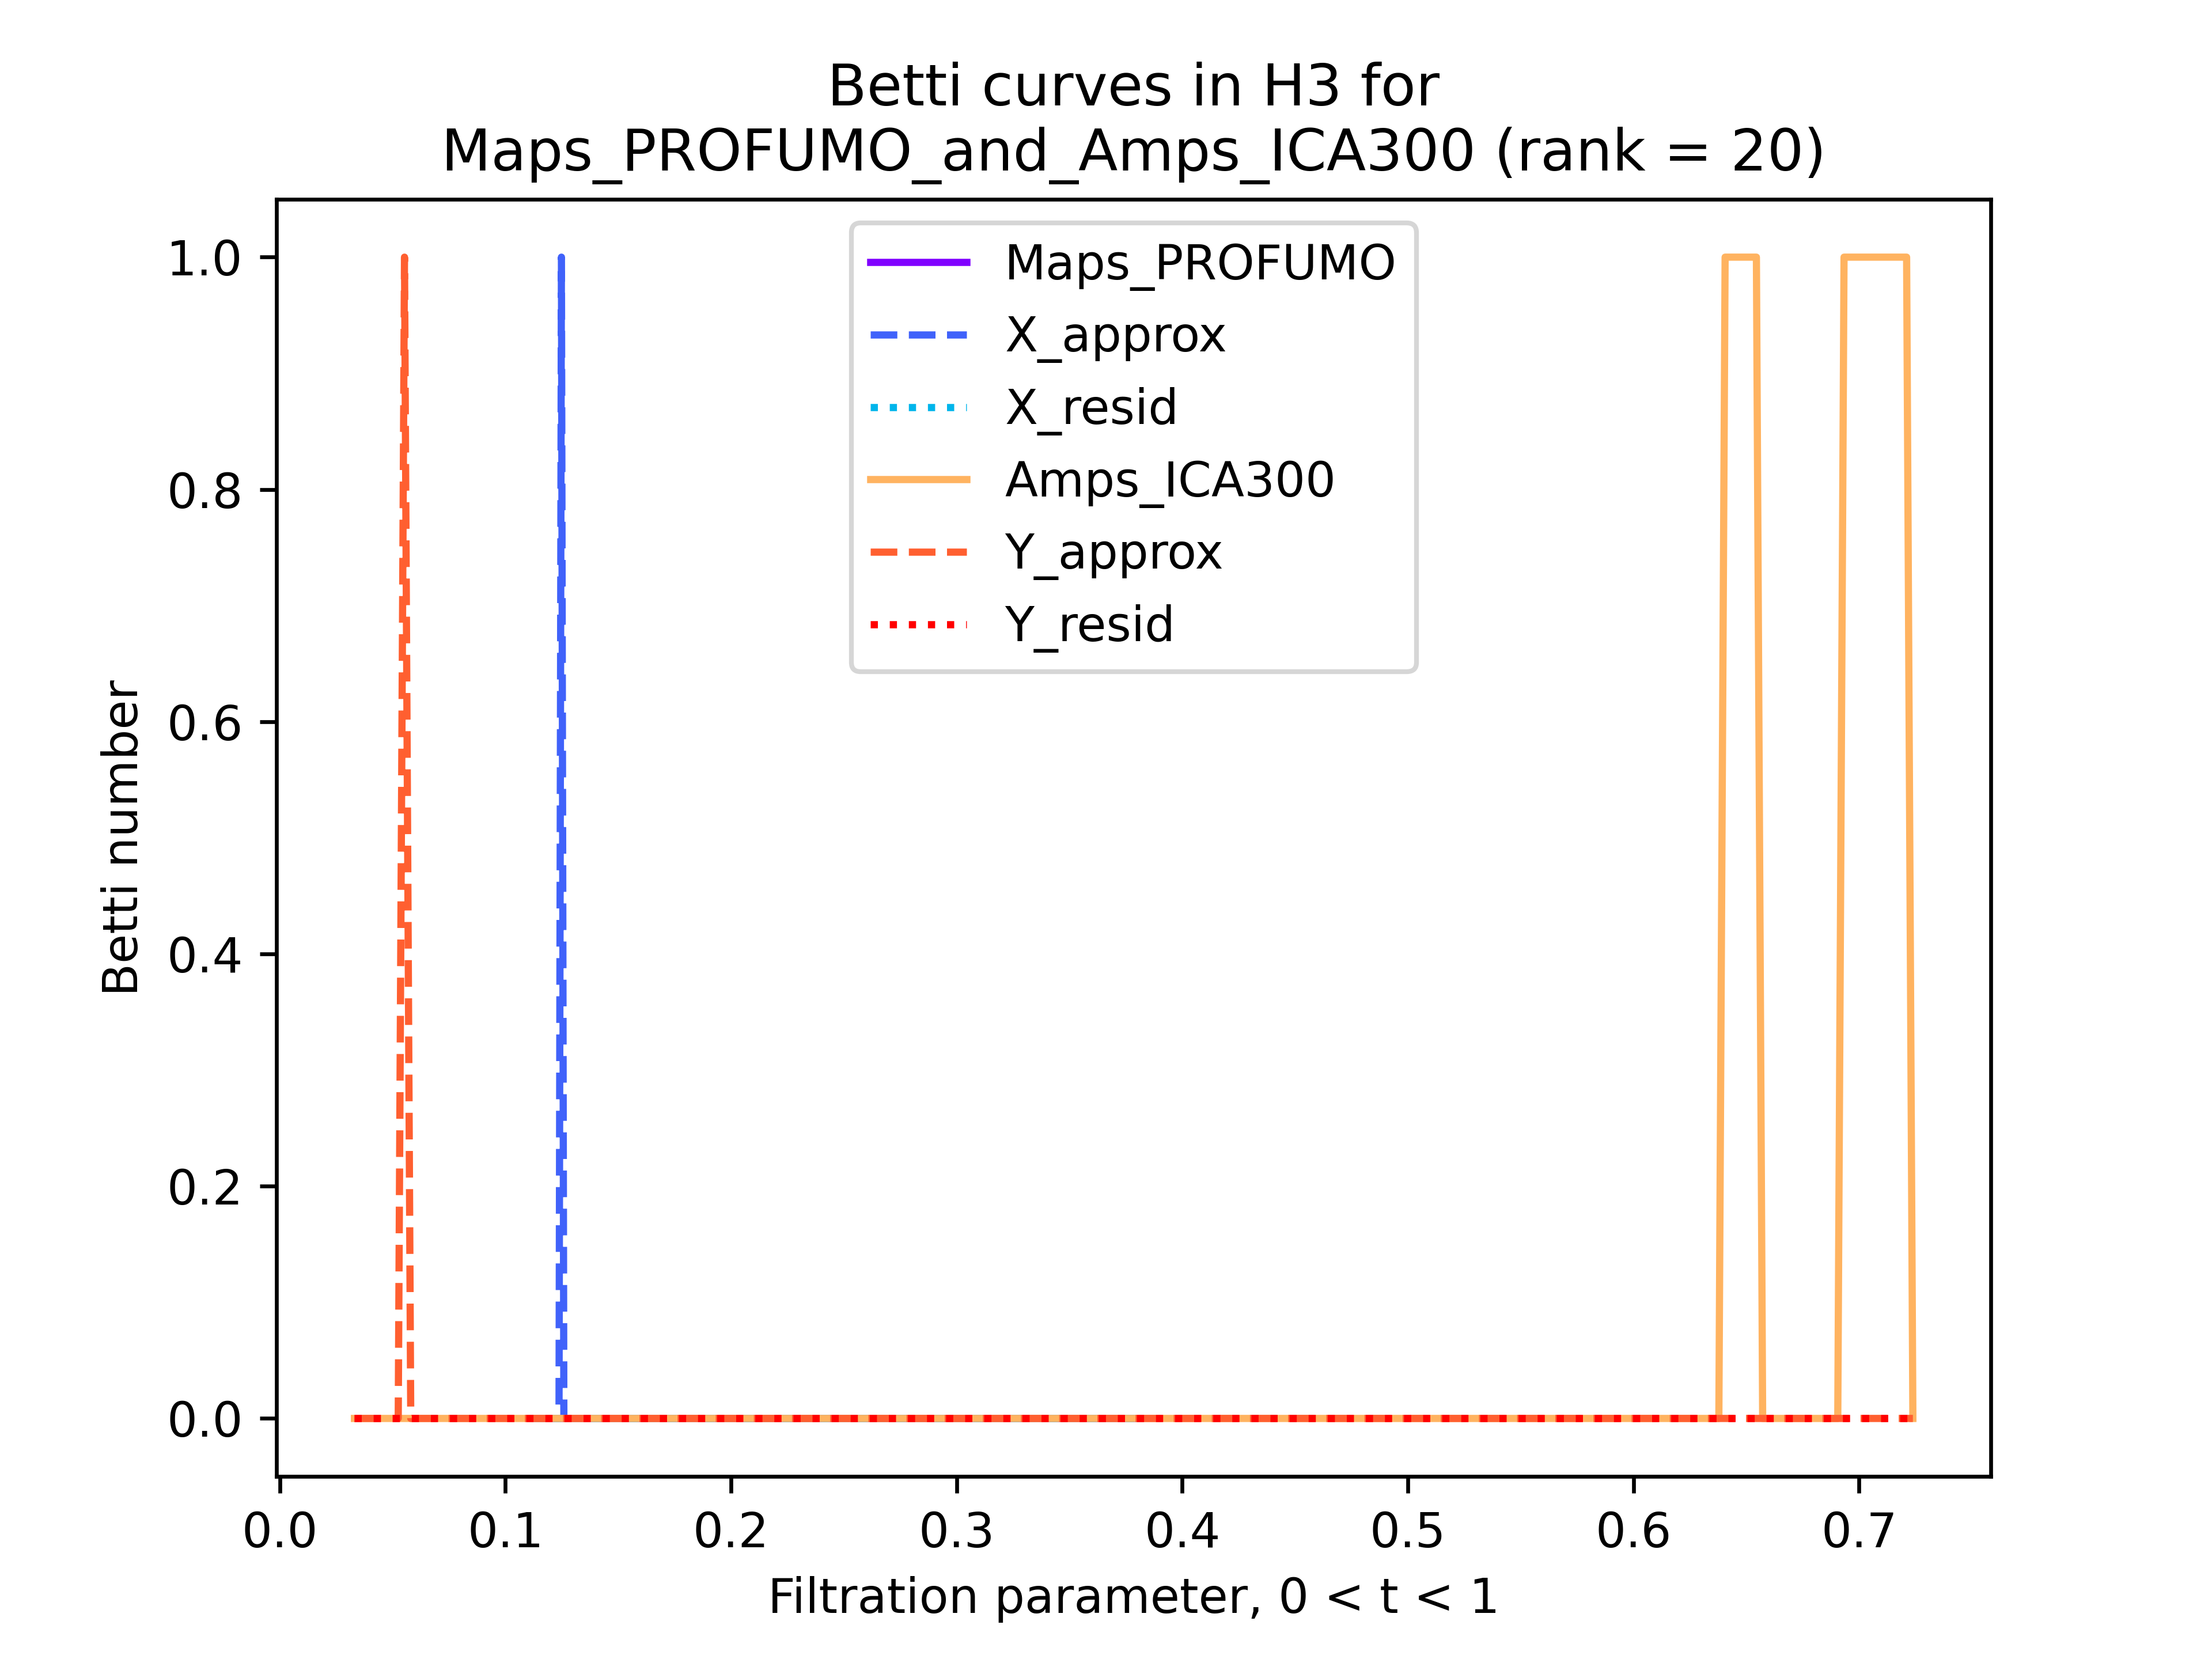 Betti curves in H3 for
Maps_PROFUMO_and_Amps_ICA300 (rank = 20)
Maps_PROFUMO
X_approx
X_resid
Amps_ICA300
Y_approx
Y_resid
Betti number
1.0
0.8
0.6
0.4
0.2
0.0
0.0 0.1 0.2 0.3 0.4 0.5 0.6 0.7
Filtration parameter, 0 < t < 1